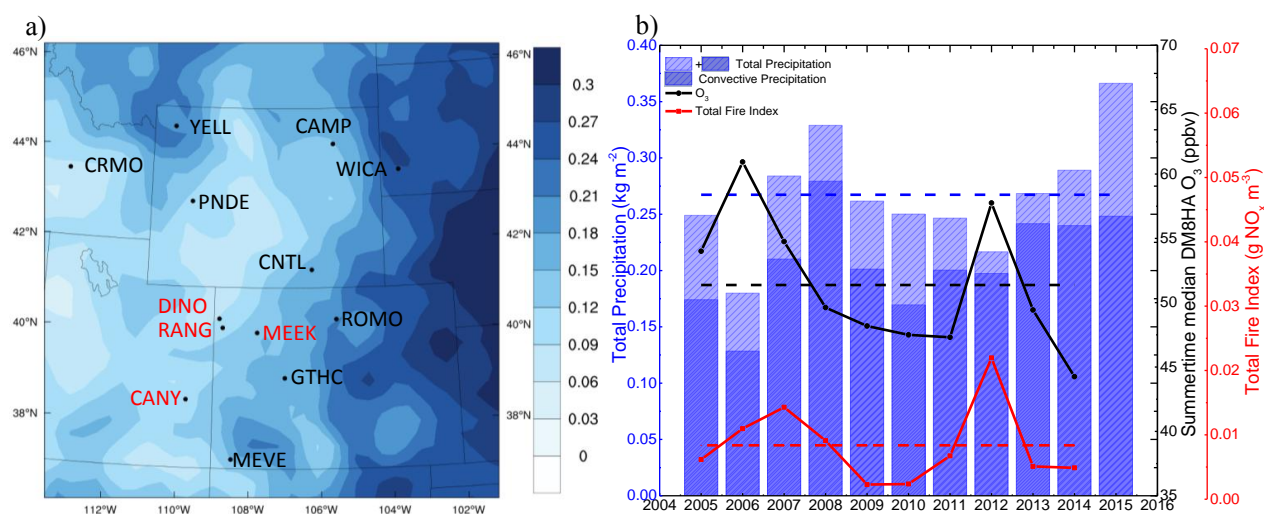 a)
46°N
44°N
42°N
40°N
38°N
112°W
110°W
108°W
106°W
104°W
102°W
46°N
44°N
42°N
40°N
38°N
YELL
CAMP
CRMO
WICA
PNDE
CNTL
DINO
RANG
MEEK
ROMO
GTHC
CANY
MEVE
0.3
0.27
0.24
0.21
0.18
0.15
0.12
0.09
0.06
0.03
0
b)
Total Precipitation (kg m-2)
0.40
0.35
0.30
0.25
0.20
0.15
0.10
0.05
0.00
+ Total Precipitation
Convective Precipitation
O3
Total Fire Index
2004 2005 2006 2007 2008 2009 2010 2011 2012 2013 2014 2015 2016
70
65
60
55
50
45
40
35
Summertime median DM8HA O3 (ppbv)
0.07
0.06
0.05
0.04
0.03
0.02
0.01
0.00
Total Fire Index (g NOx m-3)